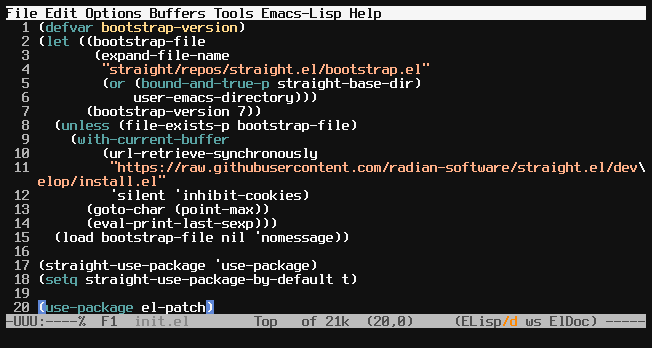 File Edit Options Buffers Tools Emacs-Lisp Help
1 (defvar bootstrap-version)
2 (let ((bootstrap-file
3 (expand-file-name
4 "straight/repos/straight.el/bootstrap.el"
5 (or (bound-and-true-p straight-base-dir)
6 user-emacs-directory)))
7 (bootstrap-version 7))
8 (unless (file-exists-p bootstrap-file)
9 (with-current-buffer
10 (url-retrieve-synchronously
11 "https://raw.githubusercontent.com/radian-software/straight.el/dev\
elop/install.el"
12 'silent 'inhibit-cookies)
13 (goto-char (point-max))
14 (eval-print-last-sexp)))
15 (load bootstrap-file nil 'nomessage))
16
17 (straight-use-package 'use-package)
18 (setq straight-use-package-by-default t)
19
20 (use-package el-patch)
-UUU:----% F1 init.el Top of 21k (20,0) (ELisp/d ws ElDoc) -----